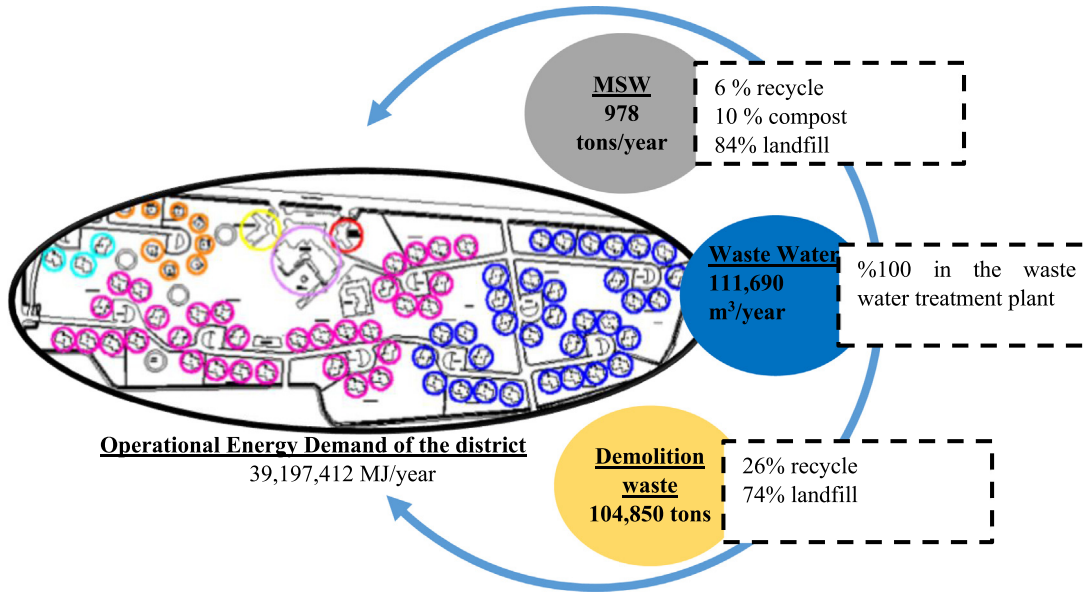 MSW
978
tons/year
6 % recycle
10 % compost
84% landfill
Waste Water
111,690
m³/year
%100 in the waste
water treatment plant
Operational Energy Demand of the district
39,197,412 MJ/year
Demolition
waste
104,850 tons
26% recycle
74% landfill